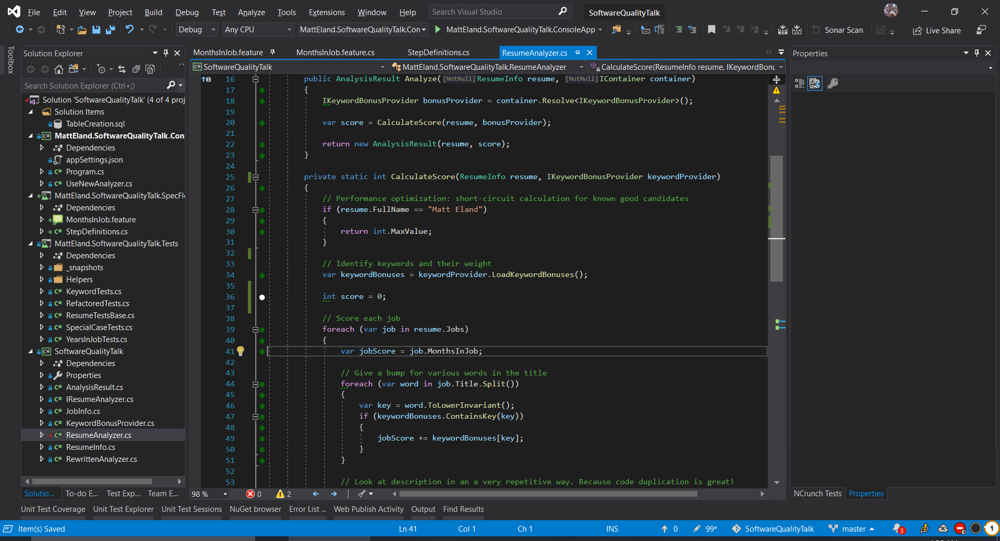 File Edit View Project Build Debug Test Analyze Tools Extensions Window Help Search Visual Studio SoftwareQualityTalk
Debug Any CPU MattEland.SoftwareQualityTalk.Con MattEland.SoftwareQualityTalk.ConsoleApp Sonar Scan Live Share
Toolbox
Solution Explorer
Search Solution Explorer (Ctrl+;)
Solution 'SoftwareQualityTalk' (4 of 4 proj
Solution Items
TableCreation.sql
MattEland.SoftwareQualityTalk.Con
Dependencies
appSettings.json
Program.cs
UseNewAnalyzer.cs
MattEland.SoftwareQualityTalk.SpecFl
Dependencies
MonthsInJob.feature
StepDefinitions.cs
MattEland.SoftwareQualityTalk.Tests
Dependencies
_snapshots
Helpers
KeywordTests.cs
RefactoredTests.cs
ResumeTestsBase.cs
SpecialCaseTests.cs
YearsInJobTests.cs
SoftwareQualityTalk
Dependencies
Properties
AnalysisResult.cs
IResumeAnalyzer.cs
JobInfo.cs
KeywordBonusProvider.cs
ResumeAnalyzer.cs
ResumeInfo.cs
RewrittenAnalyzer.cs
Solutio... To-do E... Test Exp... Team E...
MonthsInJob.feature MonthsInJob.feature.cs StepDefinitions.cs ResumeAnalyzer.cs
SoftwareQualityTalk MattEland.SoftwareQualityTalk.ResumeAnalyzer CalculateScore(ResumeInfo resume, IKeywordBonu
16 public AnalysisResult Analyze([NotNull]ResumeInfo resume, [NotNull]IContainer container)
17 {
18 IKeywordBonusProvider bonusProvider = container.Resolve<IKeywordBonusProvider>();
19
20 var score = CalculateScore(resume, bonusProvider);
21
22 return new AnalysisResult(resume, score);
23 }
24
25 private static int CalculateScore(ResumeInfo resume, IKeywordBonusProvider keywordProvider)
26 {
27 // Performance optimization: short-circuit calculation for known good candidates
28 if (resume.FullName == "Matt Eland")
29 {
30 return int.MaxValue;
31 }
32
33 // Identify keywords and their weight
34 var keywordBonuses = keywordProvider.LoadKeywordBonuses();
35
36 int score = 0;
37
38 // Score each job
39 foreach (var job in resume.Jobs)
40 {
41 var jobScore = job.MonthsInJob;
42
43 // Give a bump for various words in the title
44 foreach (var word in job.Title.Split())
45 {
46 var key = word.ToLowerInvariant();
47 if (keywordBonuses.ContainsKey(key))
48 {
49 jobScore += keywordBonuses[key];
50 }
51 }
52
53 // Look at description in an a very repetitive way. Because code duplication is great!
98 % 0 2
Properties
NCrunch Tests Properties
Unit Test Coverage Unit Test Explorer Unit Test Sessions NuGet browser Error List ... Web Publish Activity Output Find Results
Item(s) Saved Ln 41 Col 1 Ch 1 INS 0 99* SoftwareQualityTalk master 3 1